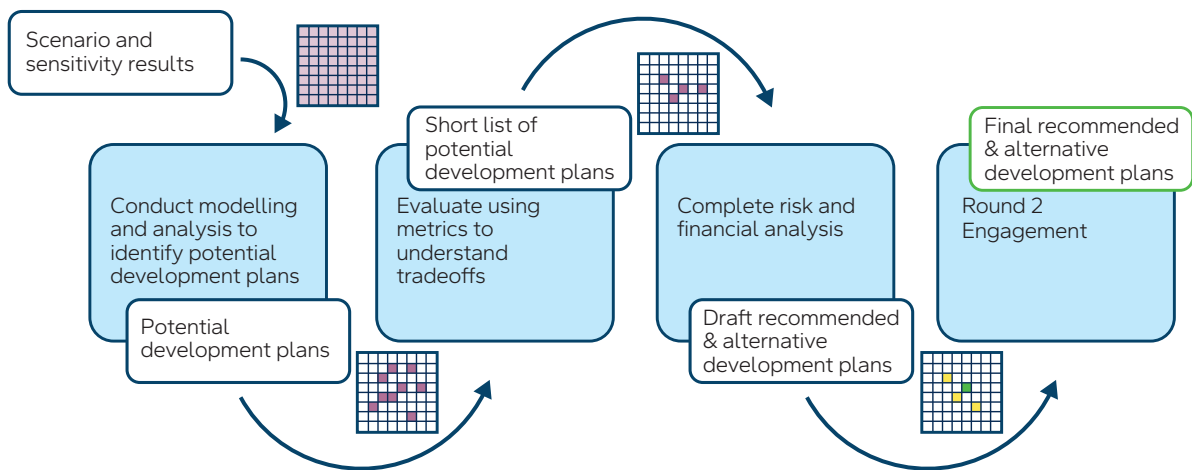 Scenario and
sensitivity results
Conduct modelling
and analysis to
identify potential
development plans
Potential
development plans
Short list of
potential
development plans
Evaluate using
metrics to
understand
tradeoffs
Complete risk and
financial analysis
Draft recommended
& alternative
development plans
Final recommended
& alternative
development plans
Round 2
Engagement